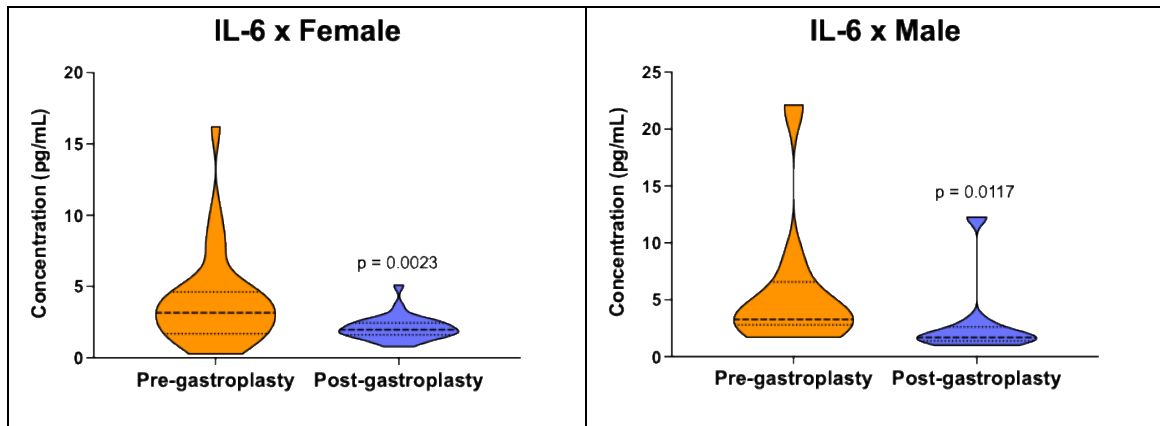 IL-6 x Female
Concentration (pg/mL)
20
15
10
5
0
p = 0.0023
Pre-gastroplasty Post-gastroplasty
IL-6 x Male
Concentration (pg/mL)
25
20
15
10
5
0
p = 0.0117
Pre-gastroplasty Post-gastroplasty